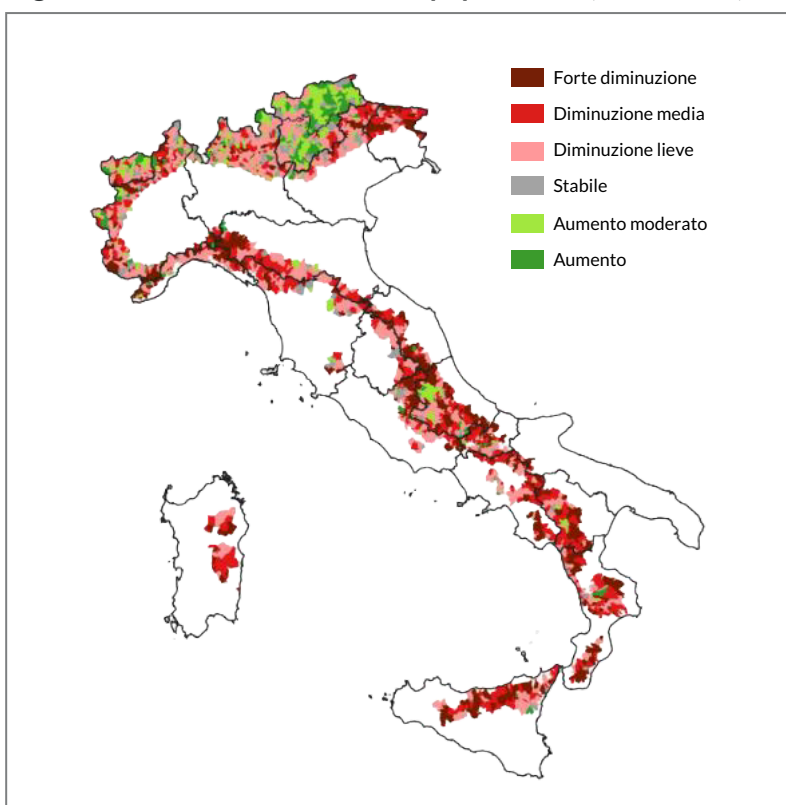 Forte diminuzione
Diminuzione media
Diminuzione lieve
Stabile
Aumento moderato
Aumento